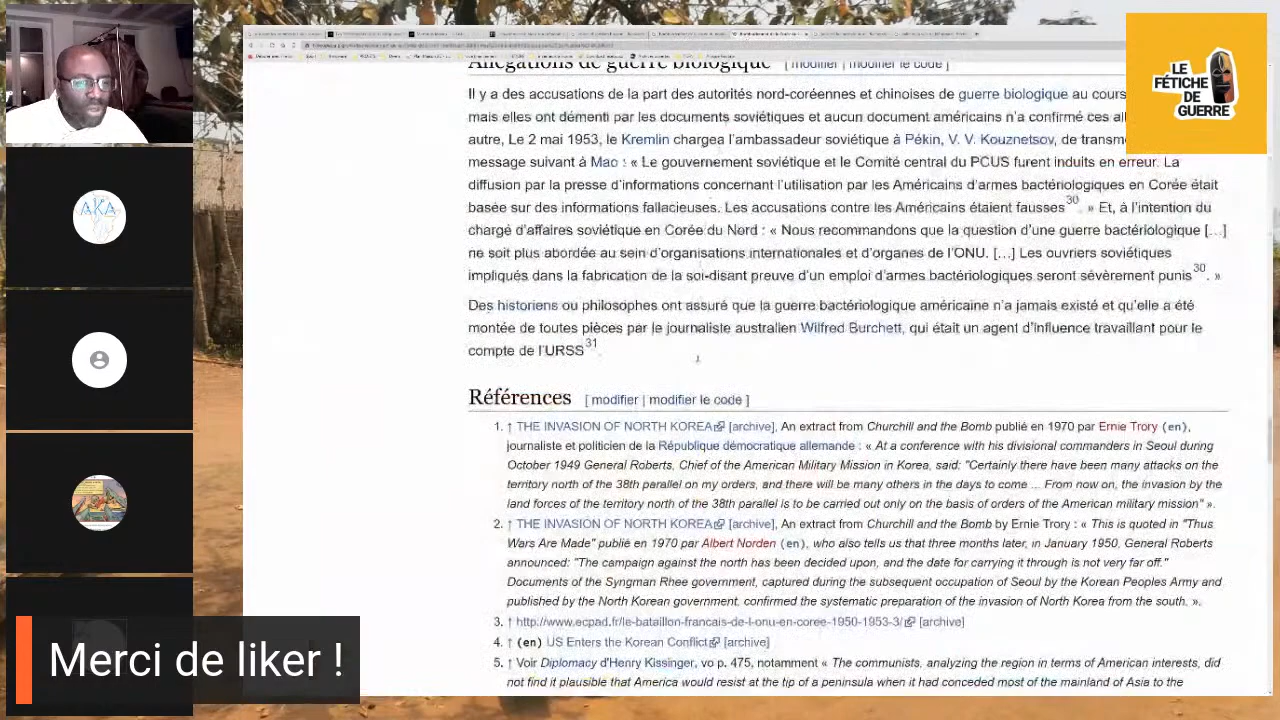 LE
FÉTICHE
DE
GUERRE
AKA
Allégations de guerre biologique [ modifier | modifier le code ]
Il y a des accusations de la part des autorités nord-coréennes et chinoises de guerre biologique au cours
mais elles ont démenti par les documents soviétiques et aucun document américains n'a confirmé ces all
autre, Le 2 mai 1953, le Kremlin chargea l'ambassadeur soviétique à Pékin, V. V. Kouznetsov, de transm
message suivant à Mao : « Le gouvernement soviétique et le Comité central du PCUS furent induits en erreur. La
diffusion par la presse d'informations concernant l'utilisation par les Américains d'armes bactériologiques en Corée était
basée sur des informations fallacieuses. Les accusations contre les Américains étaient fausses30. » Et, à l'intention du
chargé d'affaires soviétique en Corée du Nord : « Nous recommandons que la question d'une guerre bactériologique [...]
ne soit plus abordée au sein d'organisations internationales et d'organes de l'ONU. [...] Les ouvriers soviétiques
impliqués dans la fabrication de la soi-disant preuve d'un emploi d'armes bactériologiques seront sévèrement punis30. »
Des historiens ou philosophes ont assuré que la guerre bactériologique américaine n'a jamais existé et qu'elle a été
montée de toutes pièces par le journaliste australien Wilfred Burchett, qui était un agent d'influence travaillant pour le
compte de l'URSS31.
Références [ modifier | modifier le code ]
1. ↑ THE INVASION OF NORTH KOREA [archive], An extract from Churchill and the Bomb publié en 1970 par Ernie Trory (en),
journaliste et politicien de la République démocratique allemande : « At a conference with his divisional commanders in Seoul during
October 1949 General Roberts, Chief of the American Military Mission in Korea, said: "Certainly there have been many attacks on the
territory north of the 38th parallel on my orders, and there will be many others in the days to come ... From now on, the invasion by the
land forces of the territory north of the 38th parallel is to be carried out only on the basis of orders of the American military mission" ».
2. ↑ THE INVASION OF NORTH KOREA [archive], An extract from Churchill and the Bomb by Ernie Trory : « This is quoted in "Thus
Wars Are Made" publié en 1970 par Albert Norden (en), who also tells us that three months later, in January 1950, General Roberts
announced: "The campaign against the north has been decided upon, and the date for carrying it through is not very far off."
Documents of the Syngman Rhee government, captured during the subsequent occupation of Seoul by the Korean Peoples Army and
published by the North Korean government, confirmed the systematic preparation of the invasion of North Korea from the south. ».
3. ↑ http://www.ecpad.fr/le-bataillon-francais-de-l-onu-en-coree-1950-1953-3/ [archive]
4. ↑ (en) US Enters the Korean Conflict [archive]
5. ↑ Voir Diplomacy d'Henry Kissinger, vo p. 475, notamment « The communists, analyzing the region in terms of American interests, did
not find it plausible that America would resist at the tip of a peninsula when it had conceded most of the mainland of Asia to the
Merci de liker !